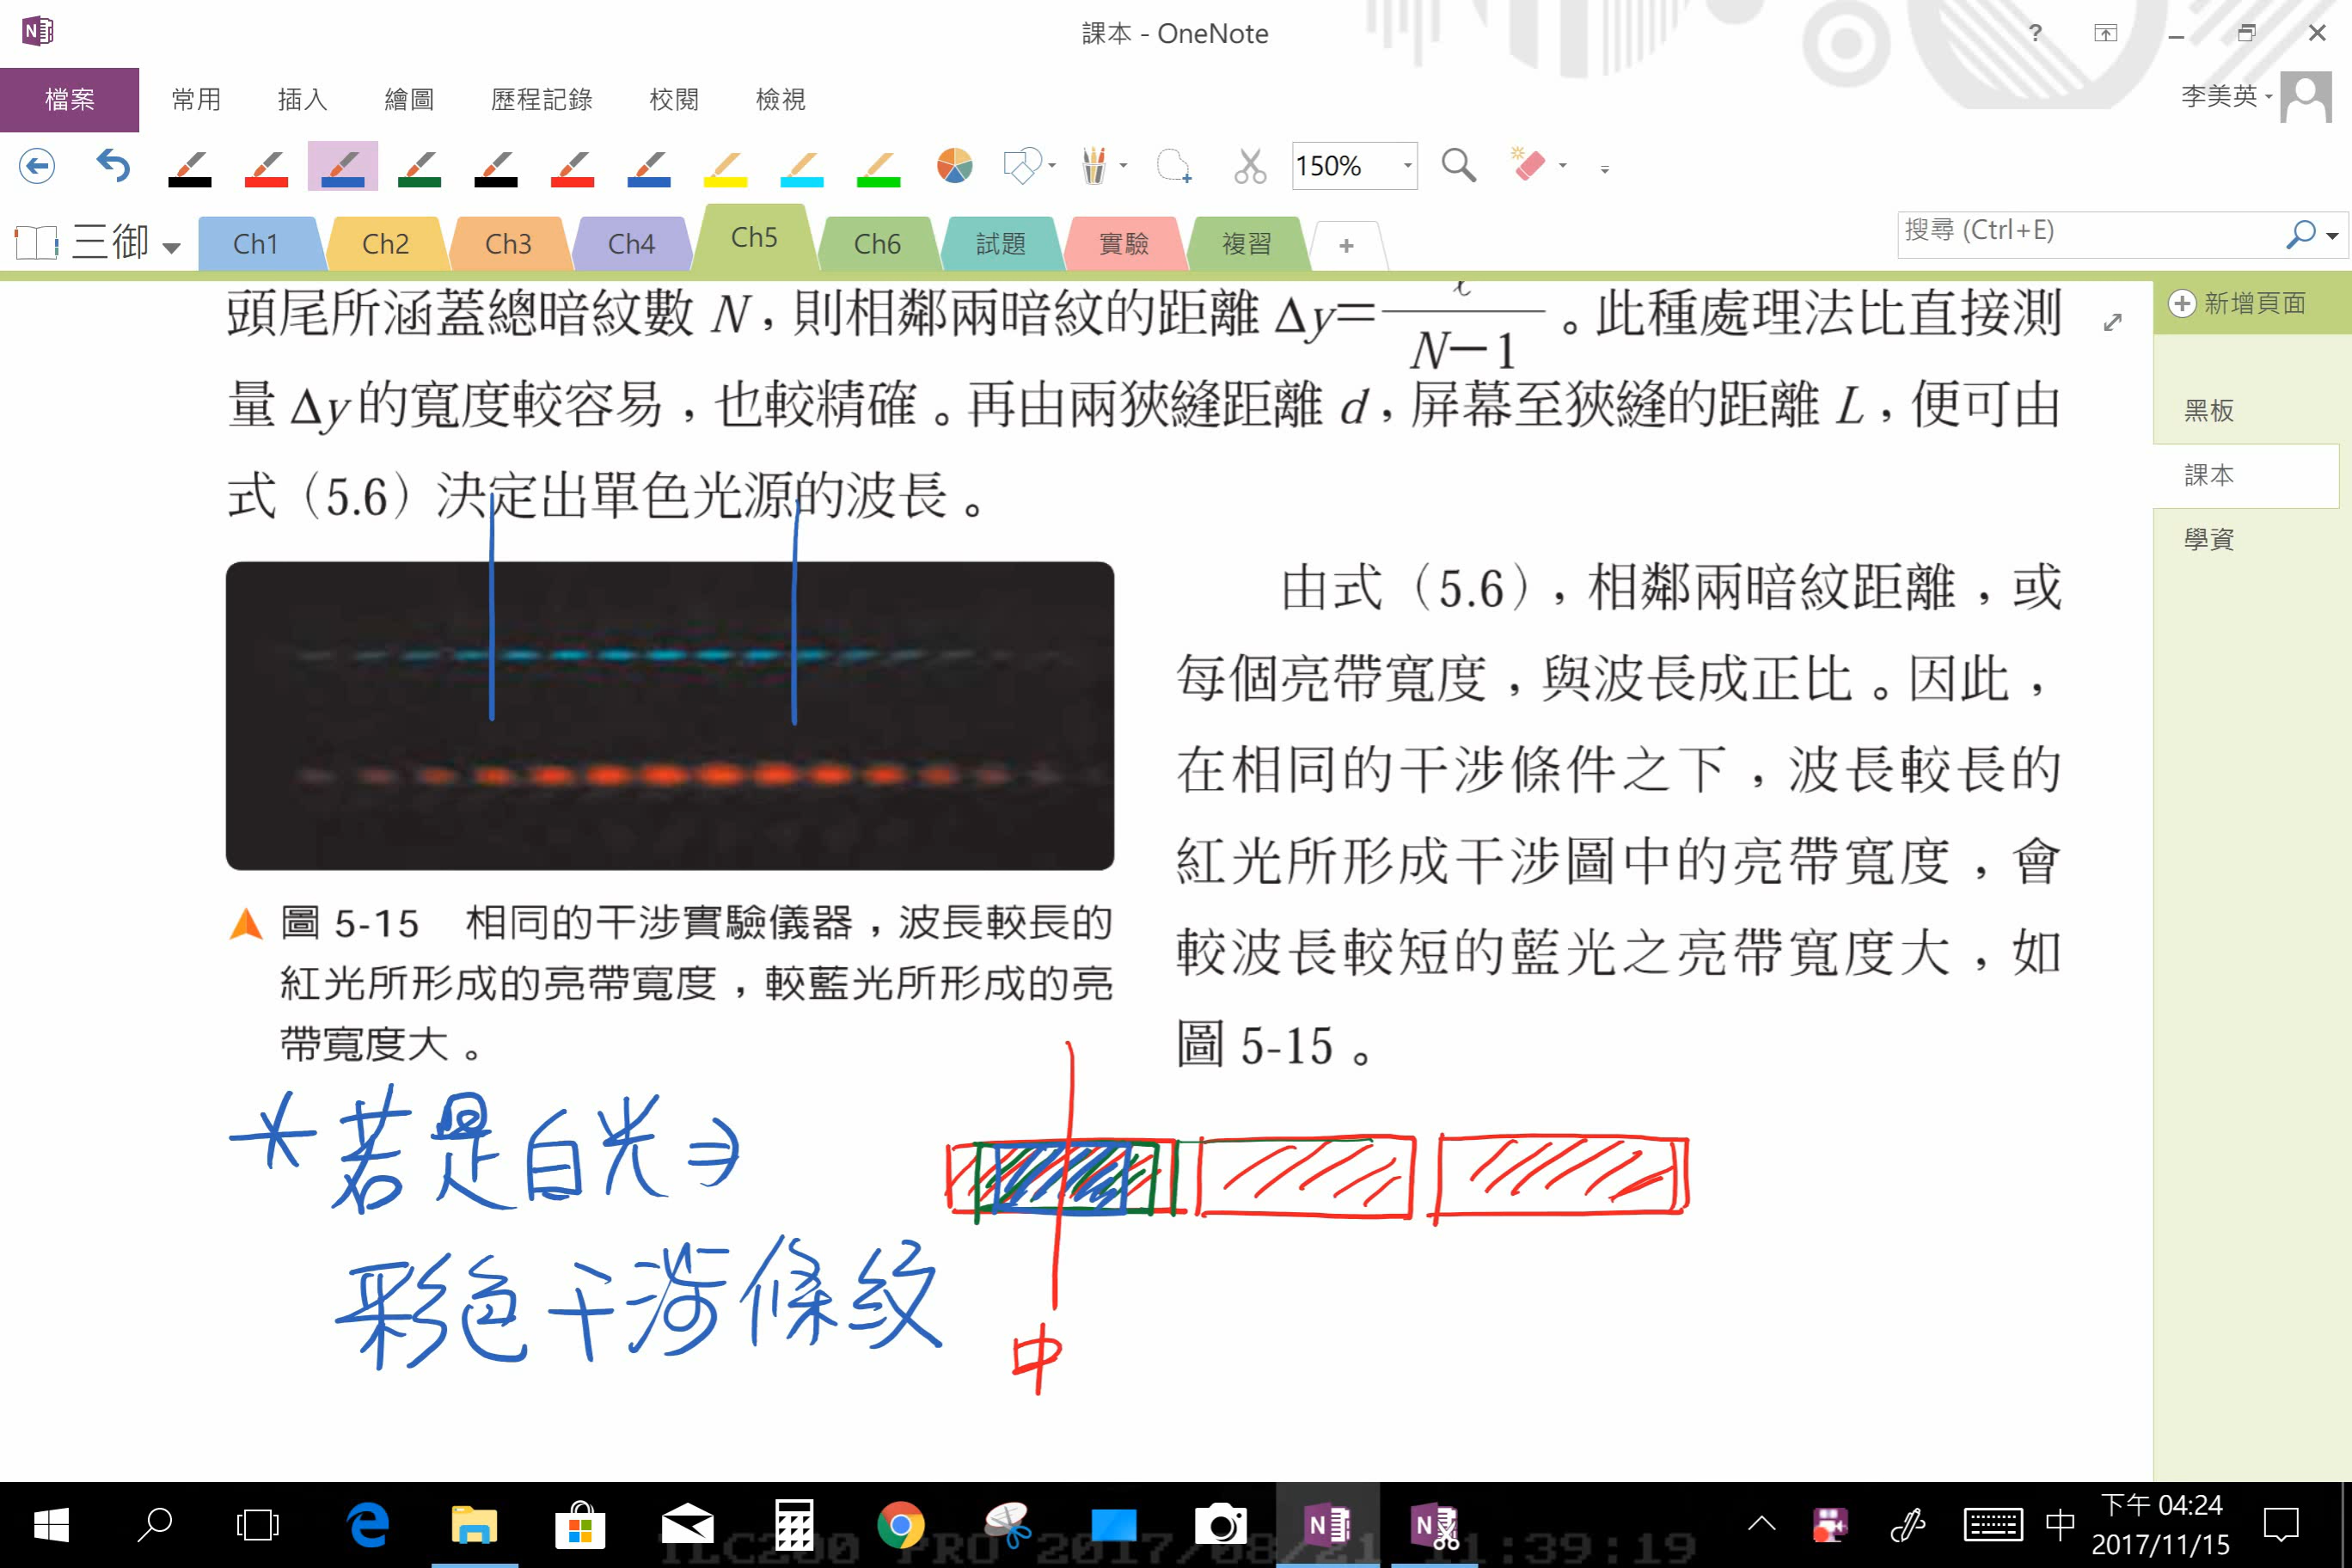 課本 - OneNote
檔案 常用 插入 繪圖 歷程記錄 校閱 檢視
李美英
150%
三御 Ch1 Ch2 Ch3 Ch4 Ch5 Ch6 試題 實驗 複習 +
搜尋 (Ctrl+E)
新增頁面
黑板
課本
學資
頭尾所涵蓋總暗紋數 N，則相鄰兩暗紋的距離 Δy＝ /N－1。此種處理法比直接測
量 Δy 的寬度較容易，也較精確。再由兩狹縫距離 d，屏幕至狹縫的距離 L，便可由
式（5.6）決定出單色光源的波長。
由式（5.6），相鄰兩暗紋距離，或
每個亮帶寬度，與波長成正比。因此，
在相同的干涉條件之下，波長較長的
紅光所形成干涉圖中的亮帶寬度，會
較波長較短的藍光之亮帶寬度大，如
圖 5-15。
圖 5-15 相同的干涉實驗儀器，波長較長的
紅光所形成的亮帶寬度，較藍光所形成的亮
帶寬度大。
*若是白光⇒
彩色干涉條紋
中
中
下午 04:24
2017/11/15
ILC200 PRO 2017/08/21 11:39:19